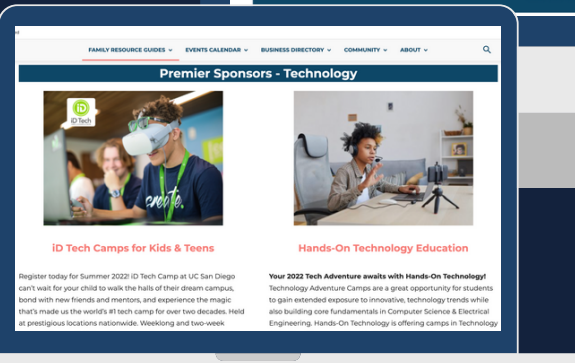 FAMILY RESOURCE GUIDES EVENTS CALENDAR BUSINESS DIRECTORY COMMUNITY ABOUT
Premier Sponsors - Technology
iD
iD Tech
create.
iD Tech Camps for Kids & Teens
Register today for Summer 2022! iD Tech Camp at UC San Diego
can't wait for your child to walk the halls of their dream campus,
bond with new friends and mentors, and experience the magic
that's made us the world's #1 tech camp for over two decades. Held
at prestigious locations nationwide. Weeklong and two-week
Hands-On Technology Education
Your 2022 Tech Adventure awaits with Hands-On Technology!
Technology Adventure Camps are a great opportunity for students
to gain extended exposure to innovative, technology trends while
also building core fundamentals in Computer Science & Electrical
Engineering. Hands-On Technology is offering camps in Technology